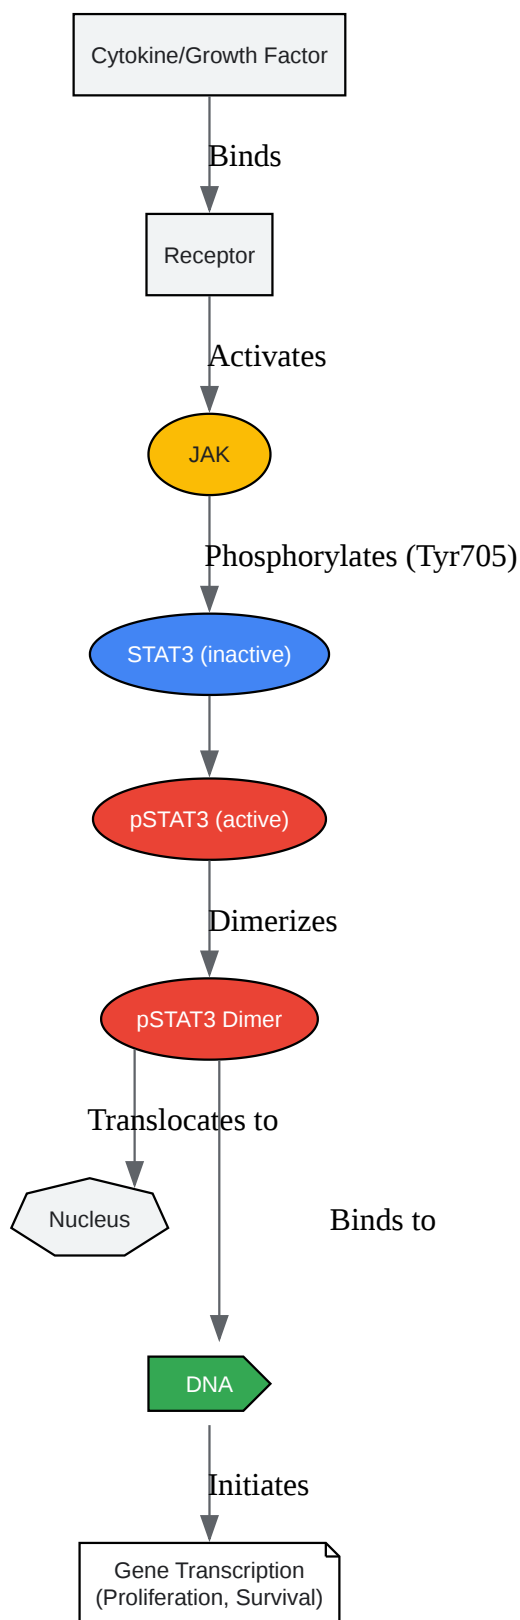 Cytokine/Growth Factor
Binds
Receptor
Activates
JAK
Phosphorylates (Tyr705)
STAT3 (inactive)
pSTAT3 (active)
Dimerizes
pSTAT3 Dimer
Translocates to
Nucleus
Binds to
DNA
Initiates
Gene Transcription
(Proliferation, Survival)